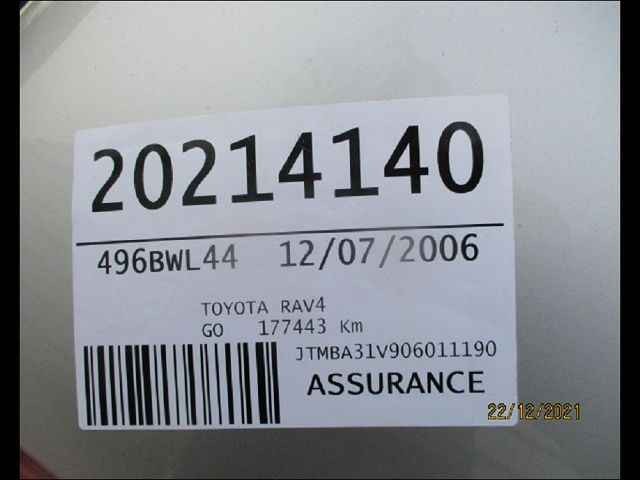 20214140
496BWL44 12/07/2006
TOYOTA RAV4
GO 177443 Km
JTMBA31V906011190
ASSURANCE
22/12/2021